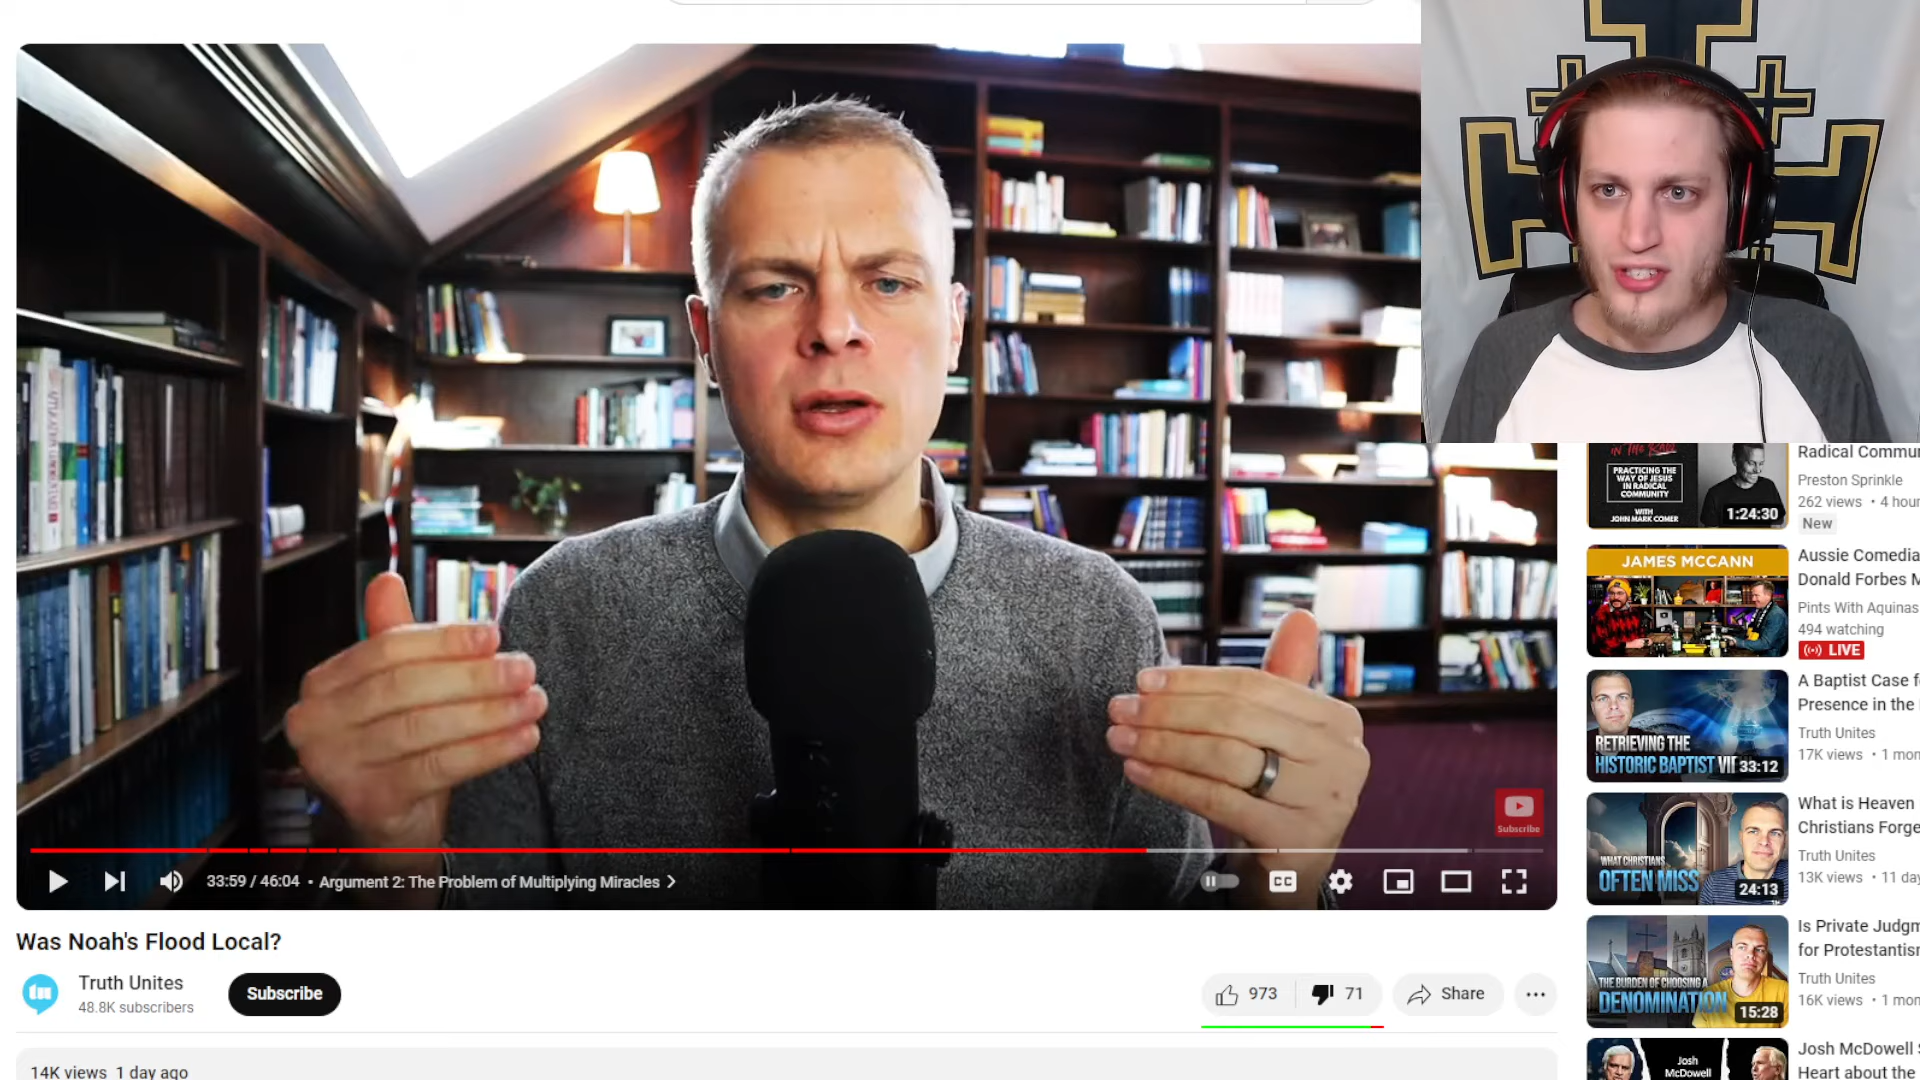 Subscribe
33:59 / 46:04 • Argument 2: The Problem of Multiplying Miracles
CC
Was Noah's Flood Local?
Truth Unites
48.8K subscribers
Subscribe
973
71
Share
14K views 1 day ago
IN THE
PRACTICING THE
WAY OF JESUS
IN RADICAL
COMMUNITY
WITH
JOHN MARK COMER
1:24:30
Radical Commu
Preston Sprinkle
262 views • 4 hour
New
JAMES MCCANN
Aussie Comedia
Donald Forbes M
Pints With Aquinas
494 watching
LIVE
RETRIEVING THE
HISTORIC BAPTIST VI
33:12
A Baptist Case f
Presence in the
Truth Unites
17K views • 1 mon
WHAT CHRISTIANS
OFTEN MISS
24:13
What is Heaven
Christians Forge
Truth Unites
13K views • 11 day
THE BURDEN OF CHOOSING A
DENOMINATION
15:28
Is Private Judgm
for Protestantis
Truth Unites
16K views • 1 mon
Josh
McDowell
Josh McDowell S
Heart about the